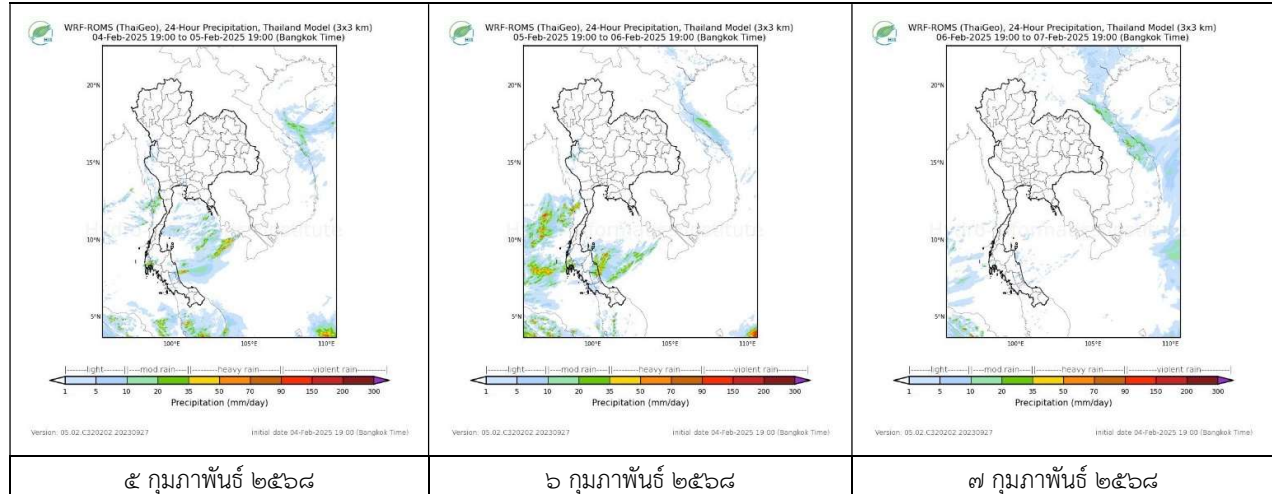 WRF-ROMS (ThaiGeo), 24-Hour Precipitation, Thailand Model (3x3 km)
04-Feb-2025 19:00 to 05-Feb-2025 19:00 (Bangkok Time)
20°N
15°N
10°N
5°N
100°E
105°E
110°E
light
mod rain
heavy rain
violent rain
1 5 10 20 35 50 70 90 150 200 300
Precipitation (mm/day)
Version: 05.02.C320202.20230927
initial date 04-Feb-2025 19:00 (Bangkok Time)
๕ กุมภาพันธ์ ๒๕๖๘
WRF-ROMS (ThaiGeo), 24-Hour Precipitation, Thailand Model (3x3 km)
05-Feb-2025 19:00 to 06-Feb-2025 19:00 (Bangkok Time)
20°N
15°N
10°N
5°N
100°E
105°E
110°E
light
mod rain
heavy rain
violent rain
1 5 10 20 35 50 70 90 150 200 300
Precipitation (mm/day)
Version: 05.02.C320202.20230927
initial date 04-Feb-2025 19:00 (Bangkok Time)
๖ กุมภาพันธ์ ๒๕๖๘
WRF-ROMS (ThaiGeo), 24-Hour Precipitation, Thailand Model (3x3 km)
06-Feb-2025 19:00 to 07-Feb-2025 19:00 (Bangkok Time)
20°N
15°N
10°N
5°N
100°E
105°E
110°E
light
mod rain
heavy rain
violent rain
1 5 10 20 35 50 70 90 150 200 300
Precipitation (mm/day)
Version: 05.02.C320202.20230927
initial date 04-Feb-2025 19:00 (Bangkok Time)
๗ กุมภาพันธ์ ๒๕๖๘